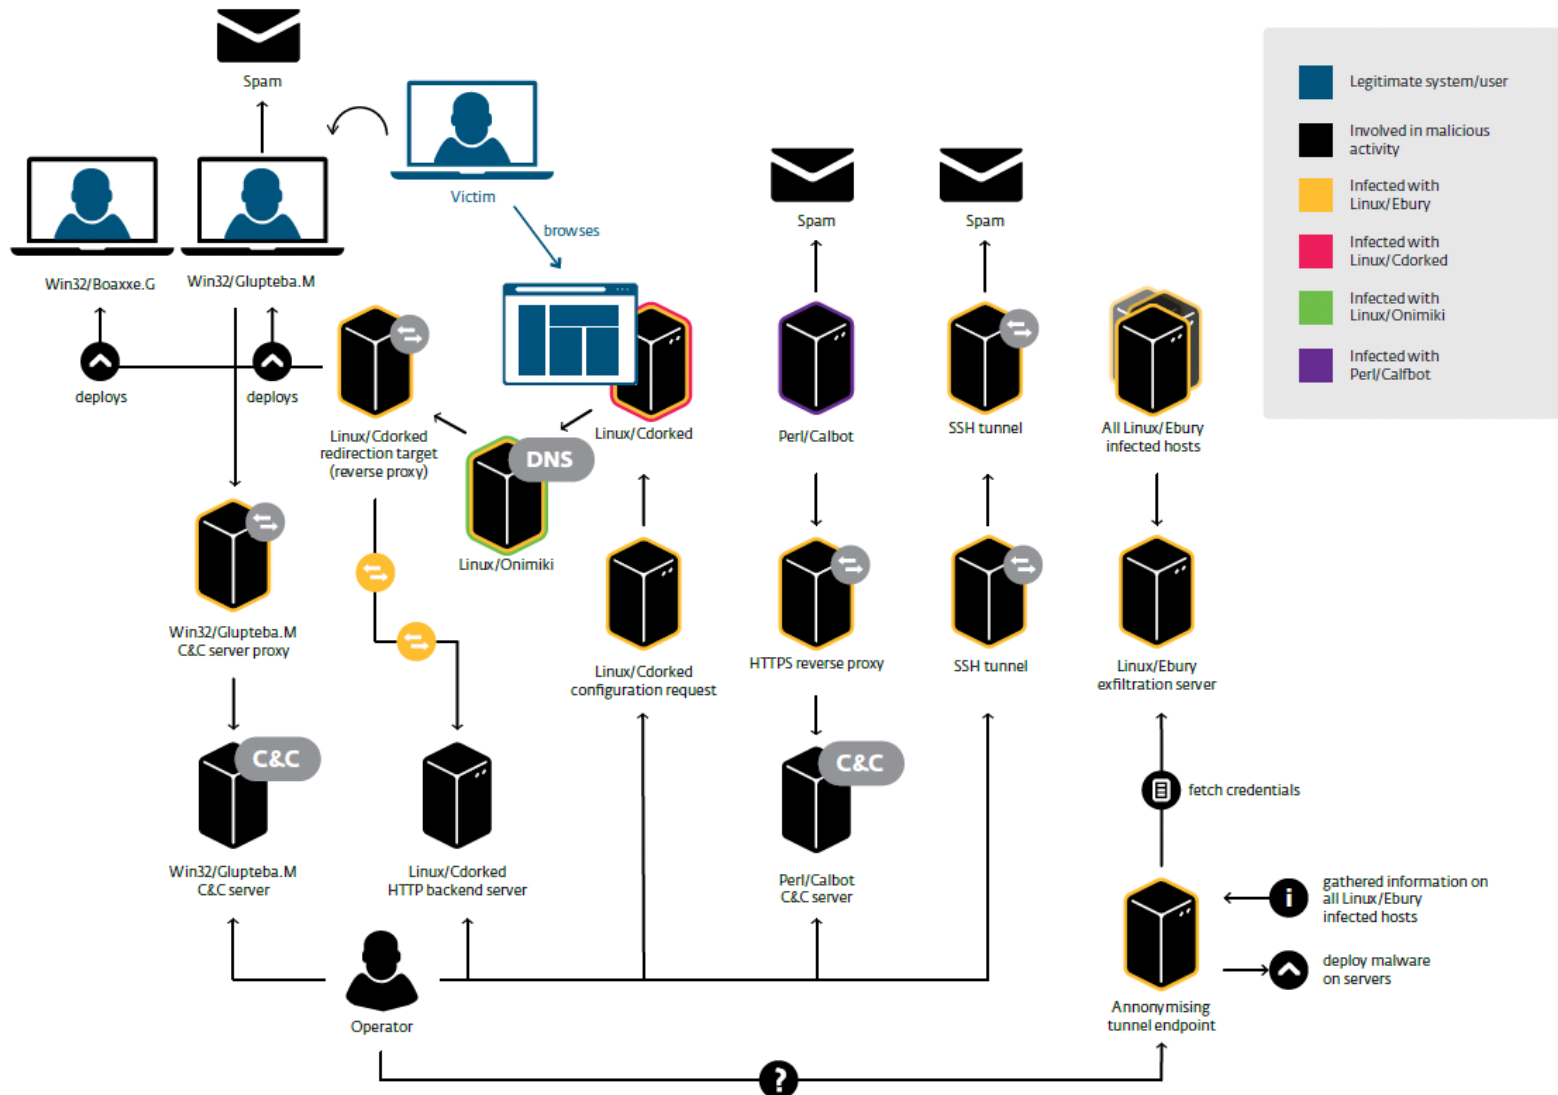 Spam
Victim
browses
Win32/Boaxxe.G
Win32/Glupteba.M
deploys
deploys
Linux/Cdorked
redirection target
(reverse proxy)
Linux/Cdorked
DNS
Linux/Onimiki
Spam
Spam
Perl/Calbot
SSH tunnel
All Linux/Ebury
infected hosts
Win32/Glupteba.M
C&C server proxy
Linux/Cdorked
configuration request
HTTPS reverse proxy
SSH tunnel
Linux/Ebury
exfiltration server
C&C
Win32/Glupteba.M
C&C server
Linux/Cdorked
HTTP backend server
C&C
Perl/Calbot
C&C server
fetch credentials
i
gathered information on
all Linux/Ebury
infected hosts
deploy malware
on servers
Annonymising
tunnel endpoint
Operator
?
Legitimate system/user
Involved in malicious
activity
Infected with
Linux/Ebury
Infected with
Linux/Cdorked
Infected with
Linux/Onimiki
Infected with
Perl/Calfbot